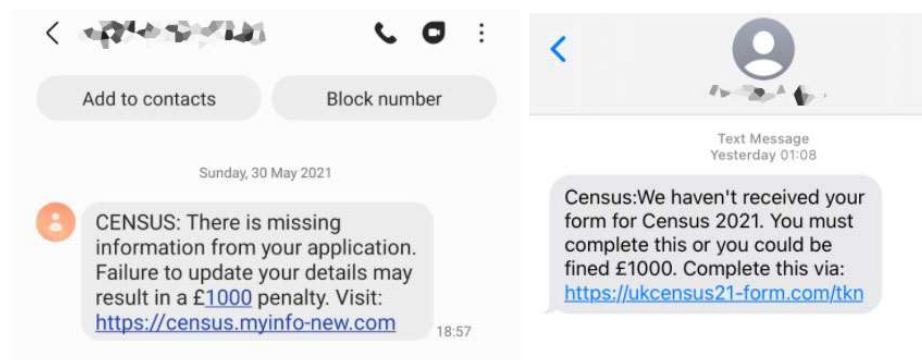 Add to contacts
Block number
Sunday, 30 May 2021
CENSUS: There is missing
information from your application.
Failure to update your details may
result in a £1000 penalty. Visit:
https://census.myinfo-new.com
18:57
Text Message
Yesterday 01:08
Census:We haven't received your
form for Census 2021. You must
complete this or you could be
fined £1000. Complete this via:
https://ukcensus21-form.com/tkn